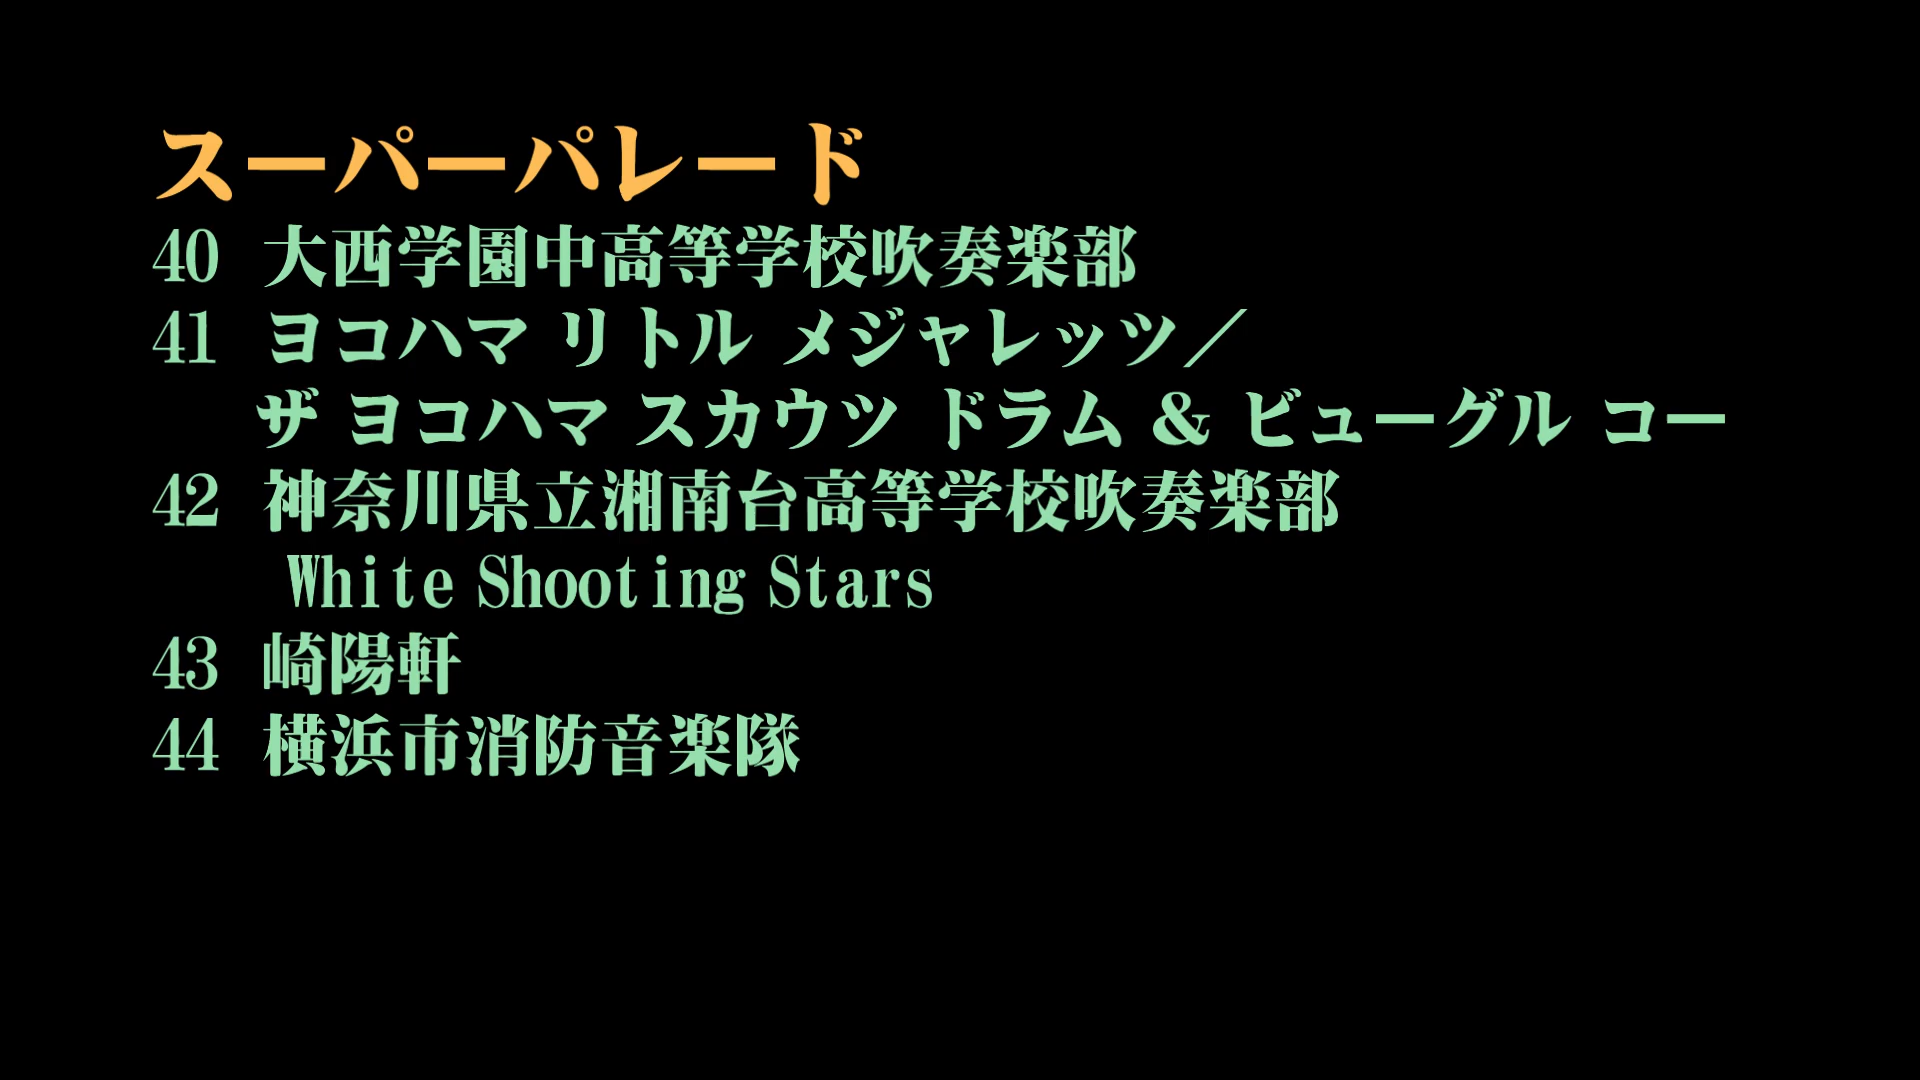 スーパーパレード
40 大西学園中高等学校吹奏楽部
41 ヨコハマ リトル メジャレッツ／
ザ ヨコハマ スカウツ ドラム & ビューグル コー
42 神奈川県立湘南台高等学校吹奏楽部
White Shooting Stars
43 崎陽軒
44 横浜市消防音楽隊